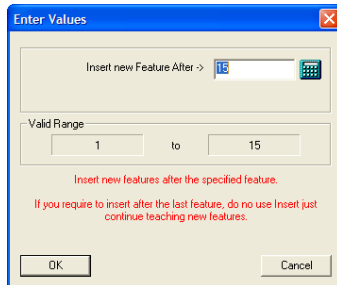 Enter Values
Insert new Feature After -> 15
Valid Range
1 to 15
Insert new features after the specified feature.
If you require to insert after the last feature, do no use Insert just
continue teaching new features.
OK Cancel